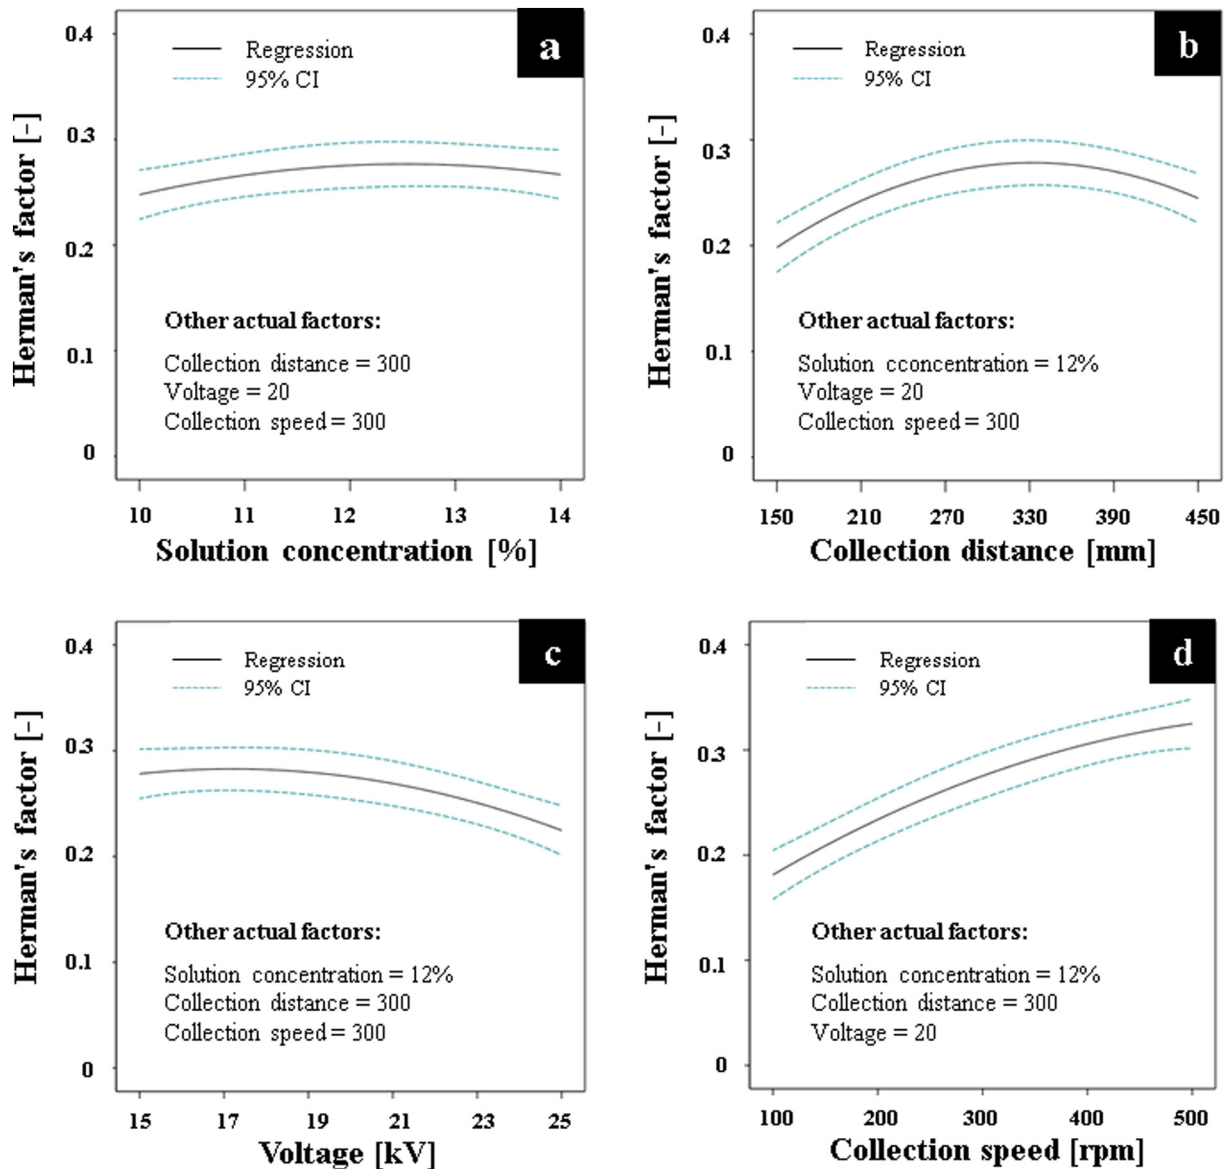 a
Regression
95% CI
0.4
0.3
0.2
0.1
0
Herman's factor [-]
Other actual factors:
Collection distance = 300
Voltage = 20
Collection speed = 300
10 11 12 13 14
Solution concentration [%]
b
Regression
95% CI
0.4
0.3
0.2
0.1
0
Herman's factor [-]
Other actual factors:
Solution cconcentration = 12%
Voltage = 20
Collection speed = 300
150 210 270 330 390 450
Collection distance [mm]
c
Regression
95% CI
0.4
0.3
0.2
0.1
0
Herman's factor [-]
Other actual factors:
Solution concentration = 12%
Collection distance = 300
Collection speed = 300
15 17 19 21 23 25
Voltage [kV]
d
Regression
95% CI
0.4
0.3
0.2
0.1
0
Herman's factor [-]
Other actual factors:
Solution concentration = 12%
Collection distance = 300
Voltage = 20
100 200 300 400 500
Collection speed [rpm]